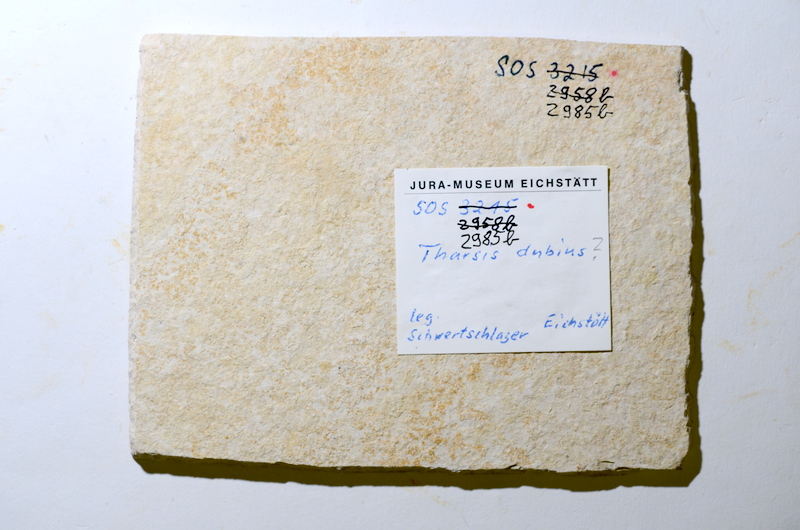 SOS 3215
2958b
2985b
JURA-MUSEUM EICHSTÄTT
SOS 3215
2958b
2985b
Tharsis dubius?
leg.
Schwertschlager Eichstätt